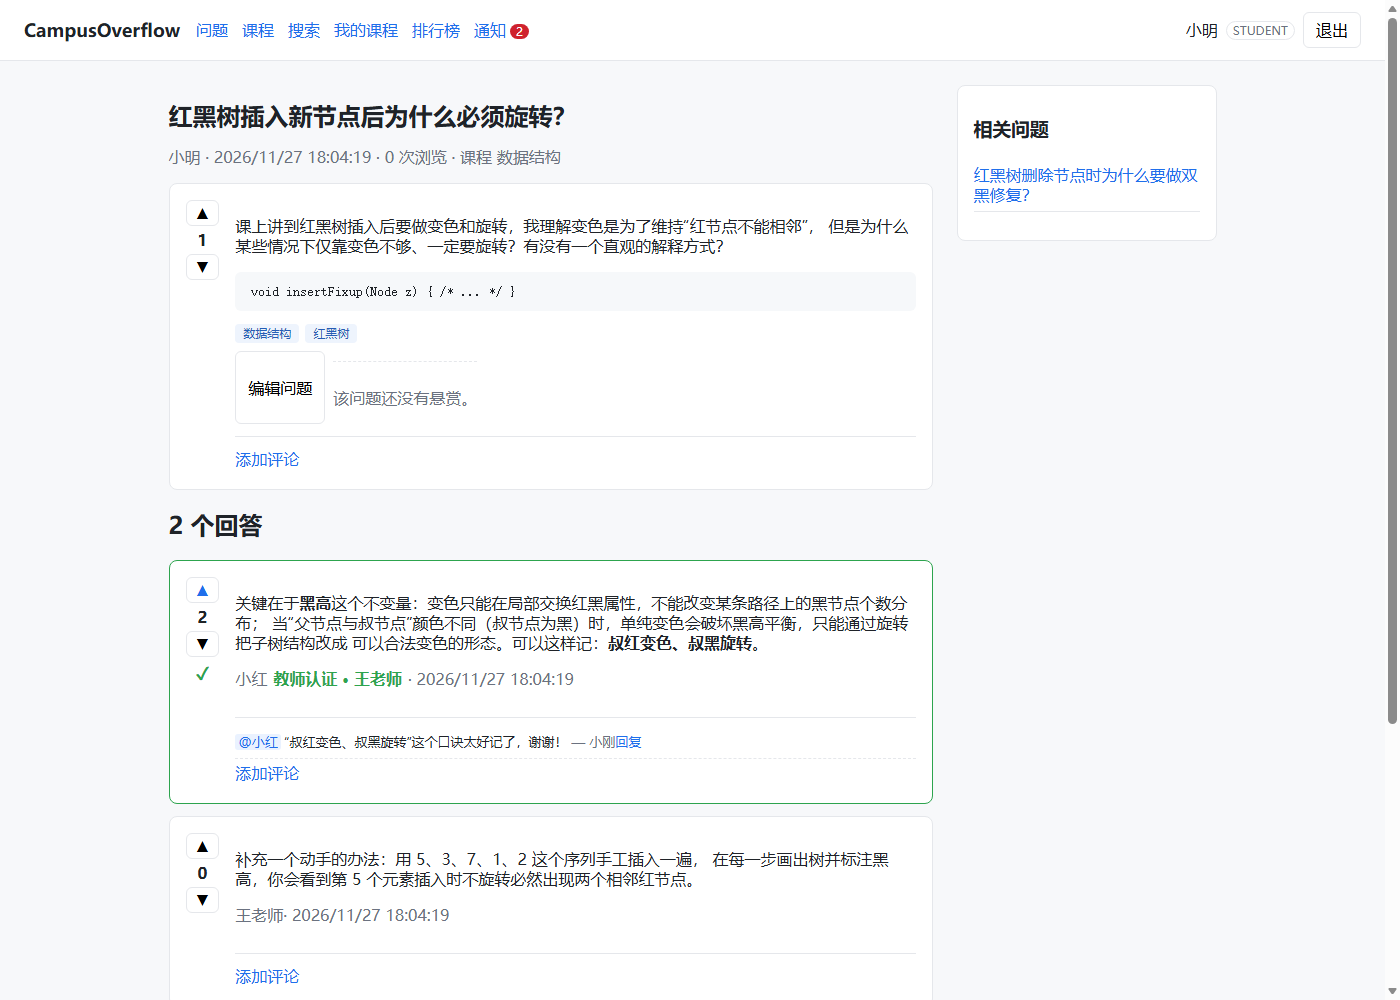 CampusOverflow 问题 课程 搜索 我的课程 排行榜 通知 2 小明 STUDENT 退出
红黑树插入新节点后为什么必须旋转？
小明 · 2026/11/27 18:04:19 · 0 次浏览 · 课程 数据结构
▲
1
▼
课上讲到红黑树插入后要做变色和旋转，我理解变色是为了维持“红节点不能相邻”， 但是为什么
某些情况下仅靠变色不够、一定要旋转？有没有一个直观的解释方式？
void insertFixup(Node z) { /* ... */ }
数据结构 红黑树
编辑问题
该问题还没有悬赏。
添加评论
2 个回答
▲
2
▼
✓
关键在于黑高这个不变量：变色只能在局部交换红黑属性，不能改变某条路径上的黑节点个数分
布； 当“父节点与叔节点”颜色不同（叔节点为黑）时，单纯变色会破坏黑高平衡，只能通过旋转
把子树结构改成 可以合法变色的形态。可以这样记：叔红变色、叔黑旋转。
小红 教师认证 • 王老师 · 2026/11/27 18:04:19
@小红 “叔红变色、叔黑旋转”这个口诀太好记了，谢谢！ — 小刚回复
添加评论
▲
0
▼
补充一个动手的办法：用 5、3、7、1、2 这个序列手工插入一遍， 在每一步画出树并标注黑
高，你会看到第 5 个元素插入时不旋转必然出现两个相邻红节点。
王老师· 2026/11/27 18:04:19
添加评论
相关问题
红黑树删除节点时为什么要做双
黑修复？